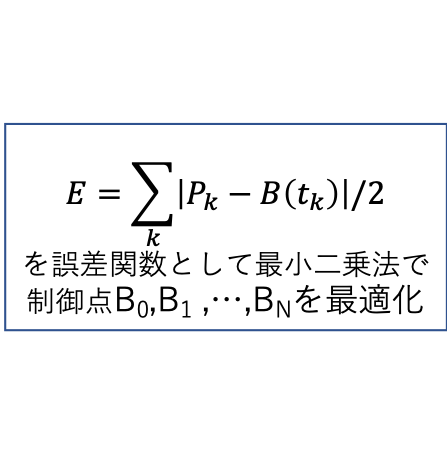 E = ∑_k |P_k − B(t_k)|/2
を誤差関数として最小二乗法で
制御点B_0,B_1 ,⋯,B_Nを最適化